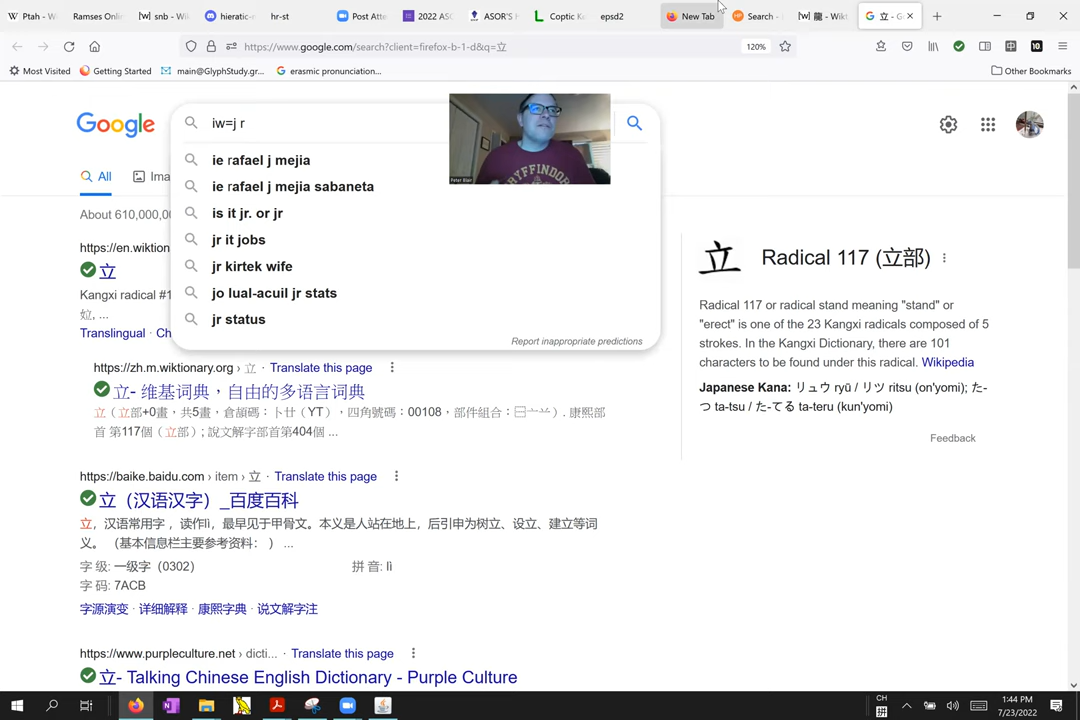 Ptah - W
Ramses Onlin
snb - Wi
hieratic-r
hr-st
Post Atte
2022 ASO
ASOR'S H
Coptic Ke
epsd2
New Tab
Search -
龍 - Wikt
立 - G
https://www.google.com/search?client=firefox-b-1-d&q=立
120%
Most Visited
Getting Started
main@GlyphStudy.gr...
erasmic pronunciation...
Other Bookmarks
Google
iw=j r
ie rafael j mejia
ie rafael j mejia sabaneta
is it jr. or jr
jr it jobs
jr kirtek wife
jo lual-acuil jr stats
jr status
Report inappropriate predictions
GRYFFINDOR
All
Ima
About 610,000,0
https://en.wiktion
立
Kangxi radical #1
竝, ...
Translingual · Ch
https://zh.m.wiktionary.org › 立 · Translate this page
立- 维基词典，自由的多语言词典
立（立部+0畫，共5畫，倉頡碼：卜廿（YT），四角號碼：00108，部件組合：⿱亠䒑）. 康熙部
首 第117個（立部）; 說文解字部首第404個 ...
https://baike.baidu.com › item › 立 · Translate this page
立（汉语汉字）_百度百科
立，汉语常用字，读作lì，最早见于甲骨文。本义是人站在地上，后引申为树立、设立、建立等词
义。 （基本信息栏主要参考资料： ） ...
字 级: 一级字（0302）
拼 音: lì
字 码: 7ACB
字源演变 · 详细解释 · 康熙字典 · 说文解字注
https://www.purpleculture.net › dicti... · Translate this page
立- Talking Chinese English Dictionary - Purple Culture
立
Radical 117 (立部)
Radical 117 or radical stand meaning "stand" or
"erect" is one of the 23 Kangxi radicals composed of 5
strokes. In the Kangxi Dictionary, there are 101
characters to be found under this radical. Wikipedia
Japanese Kana: リュウ ryū / リツ ritsu (on'yomi); た-
つ ta-tsu / た-てる ta-teru (kun'yomi)
Feedback
CH
拼
1:44 PM
7/23/2022